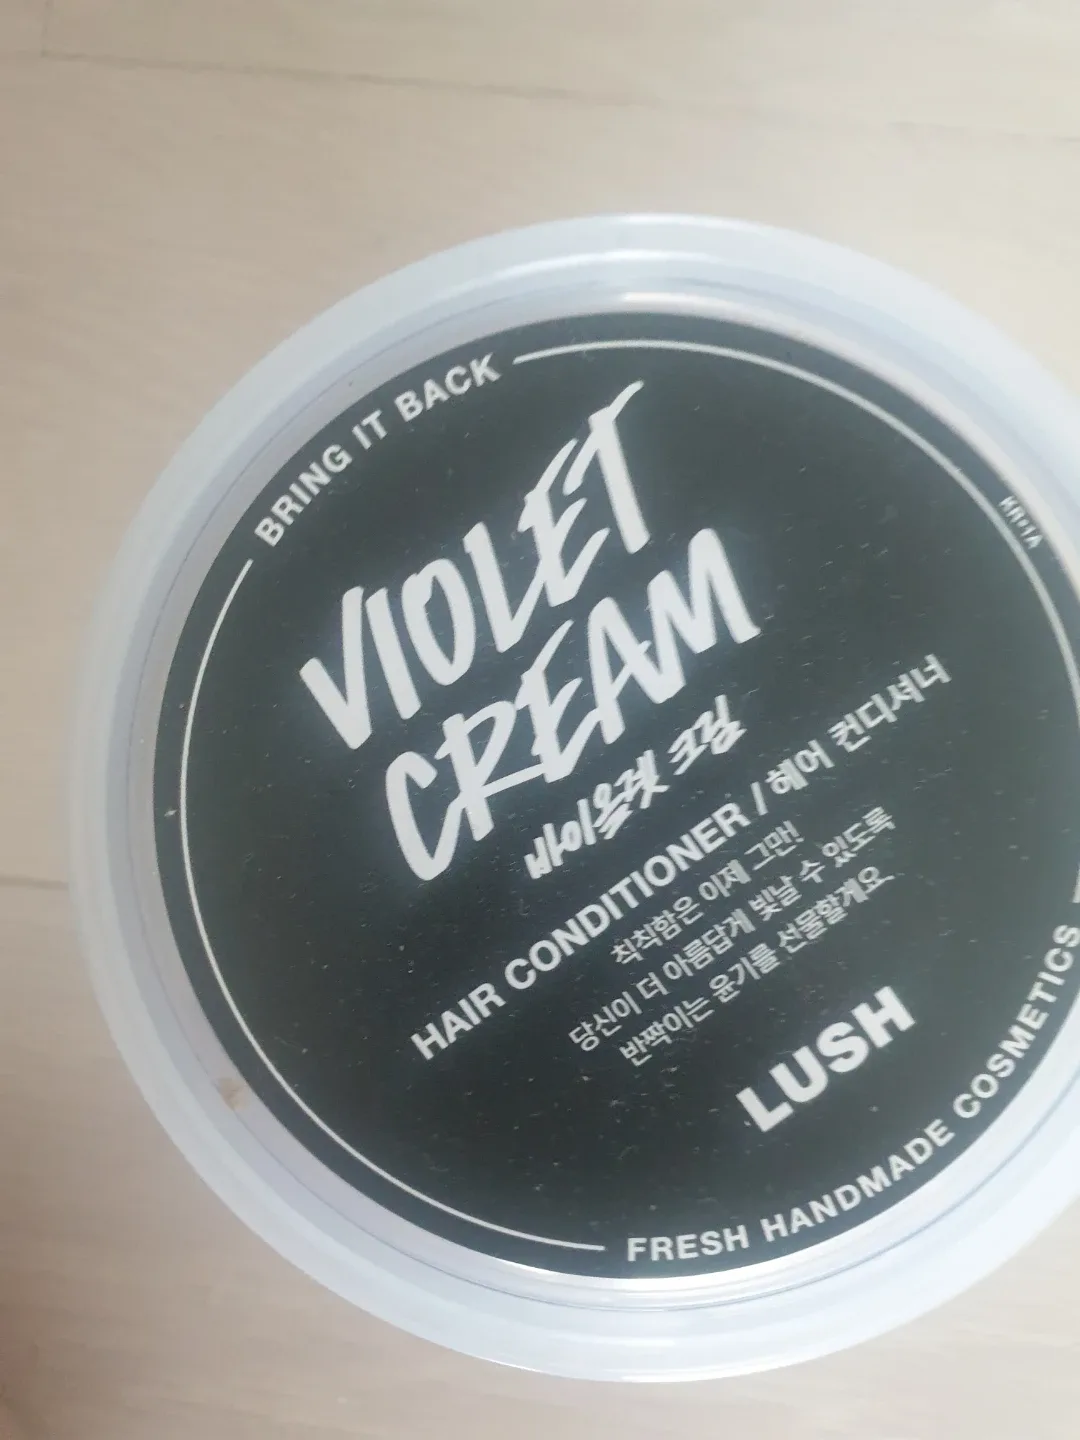 BRING IT BACK
VIOLET
CREAM
바이올렛 크림
HAIR CONDITIONER / 헤어 컨디셔너
칙칙함은 이제 그만!
당신이 더 아름답게 빛날 수 있도록
반짝이는 윤기를 선물할게요
LUSH
FRESH HANDMADE COSMETICS